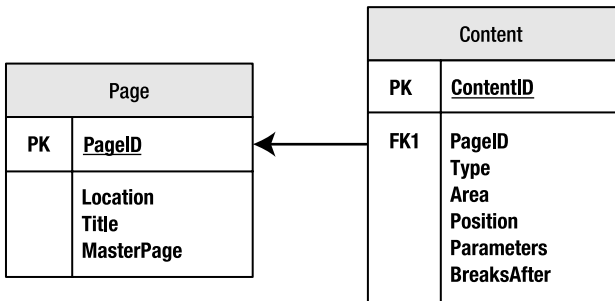 Page
PK PageID
Location
Title
MasterPage
Content
PK ContentID
FK1 PageID
Type
Area
Position
Parameters
BreaksAfter